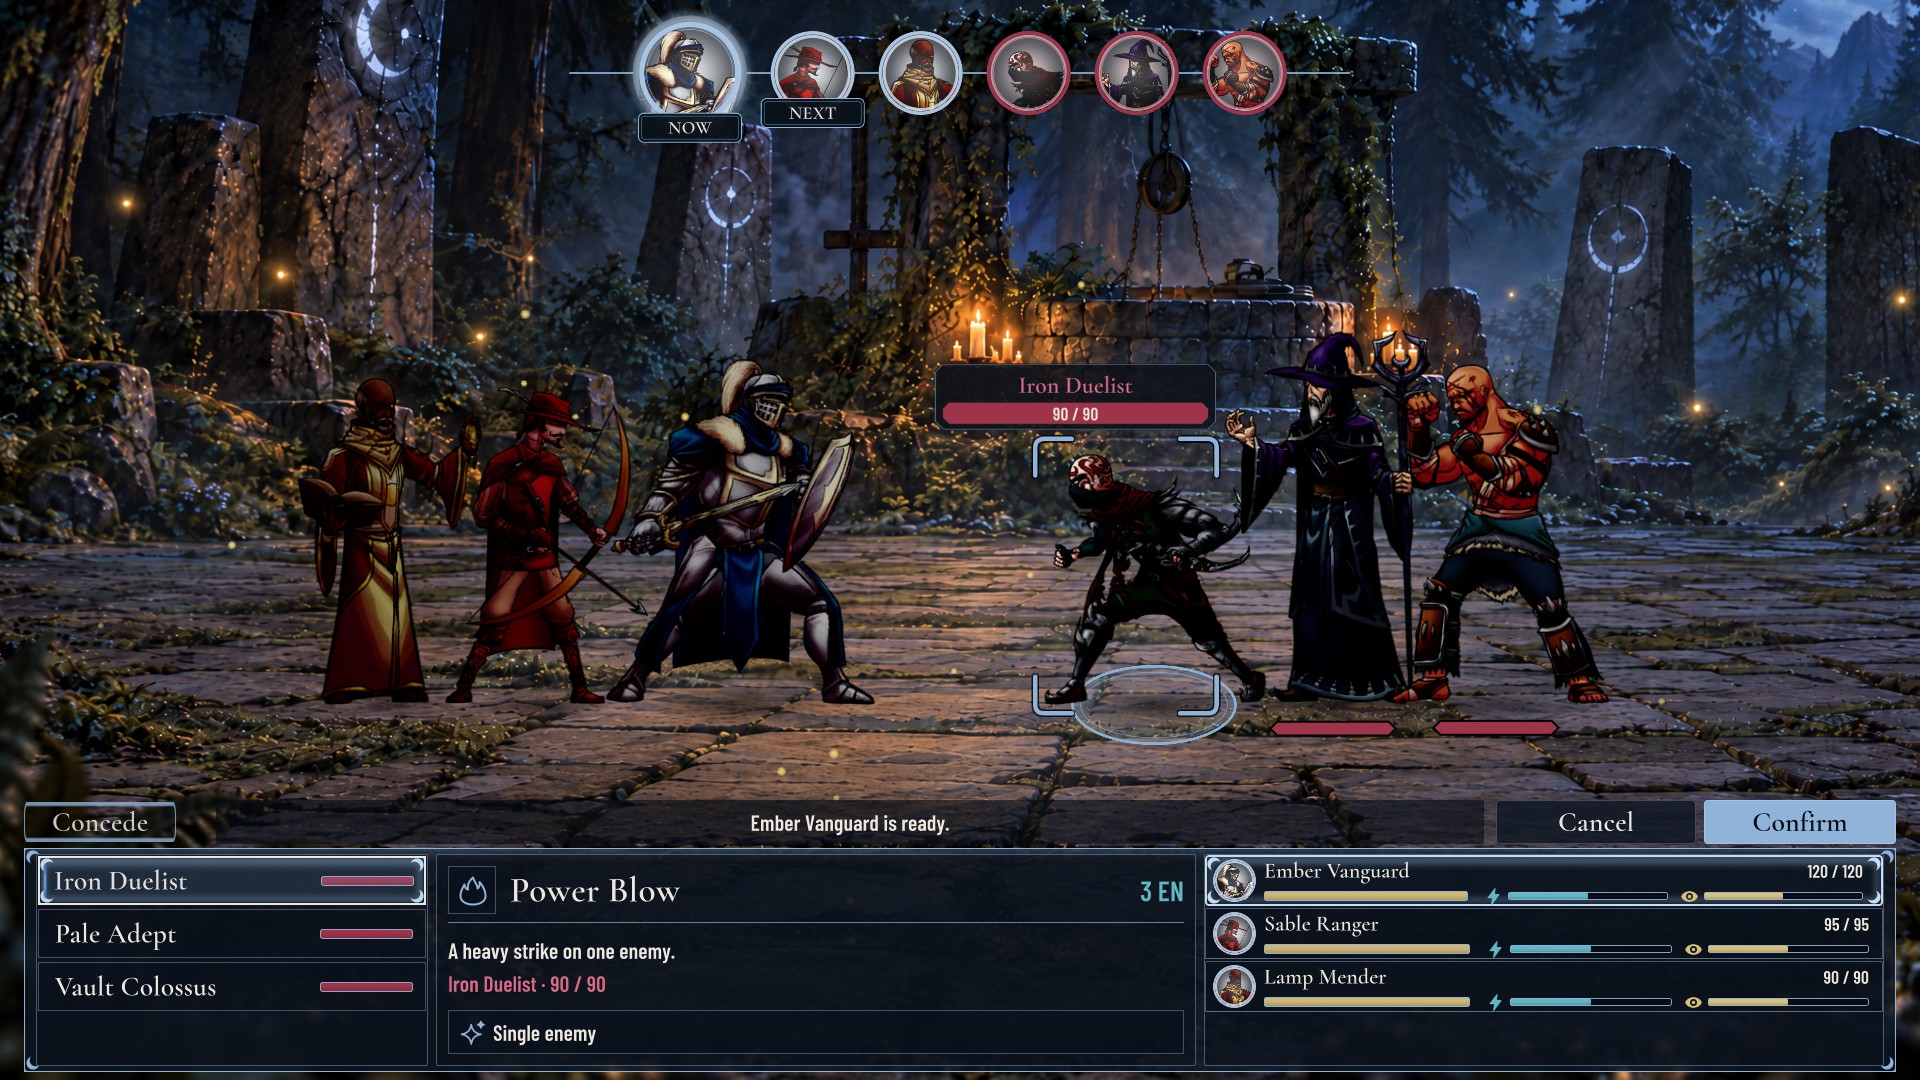 NOW
NEXT
Iron Duelist
90 / 90
Concede
Ember Vanguard is ready.
Cancel
Confirm
Iron Duelist
Pale Adept
Vault Colossus
Power Blow
3 EN
A heavy strike on one enemy.
Iron Duelist · 90 / 90
Single enemy
Ember Vanguard
120 / 120
Sable Ranger
95 / 95
Lamp Mender
90 / 90